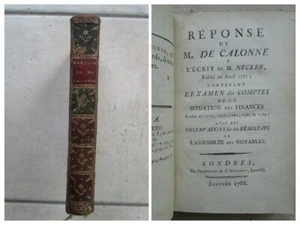 RÉPONSE
DE
M. DE CALONNE
A
L'ÉCRIT DE M. NECKER,
Publié en Avril 1787;
CONTENANT
L'EXAMEN des COMPTES
DE LA
SITUATION DES FINANCES
AVEC DES
OBSERVATIONS sur les RÉSULTATS
DE
L'ASSEMBLÉE DES NOTABLES.
LONDRES,
JANVIER 1788.